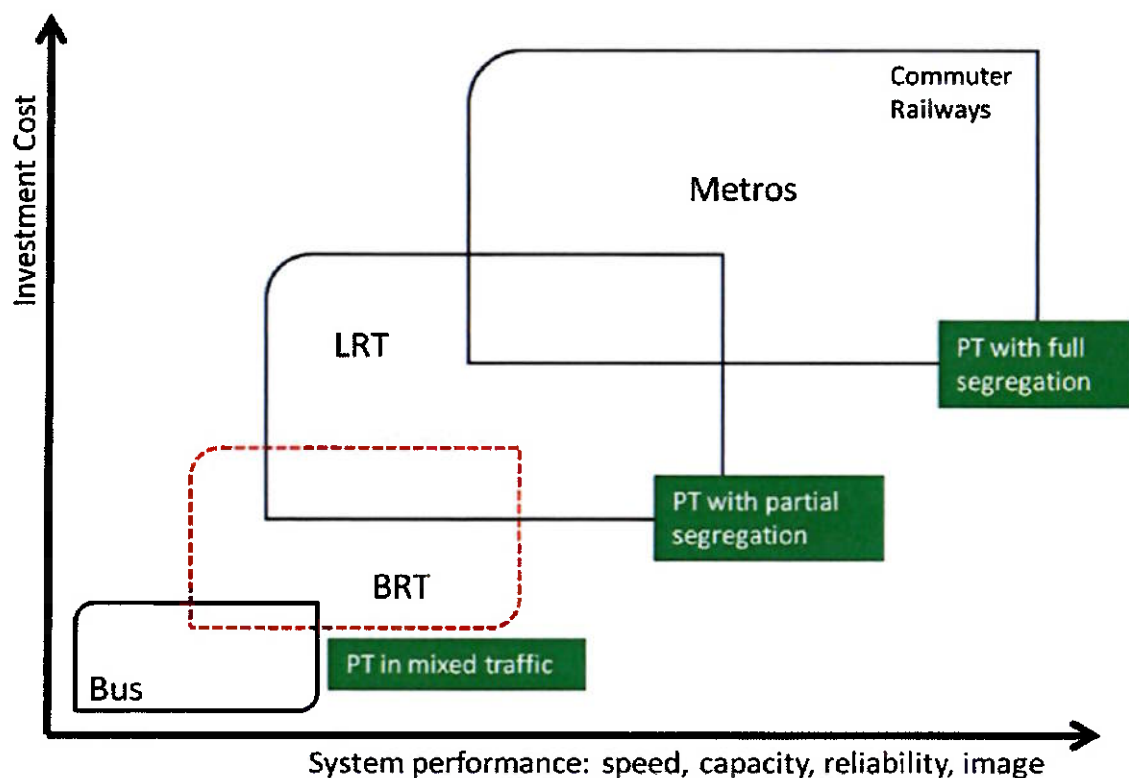 Investment Cost
Commuter
Railways
Metros
LRT
PT with full
segregation
PT with partial
segregation
BRT
PT in mixed traffic
Bus
System performance: speed, capacity, reliability, image